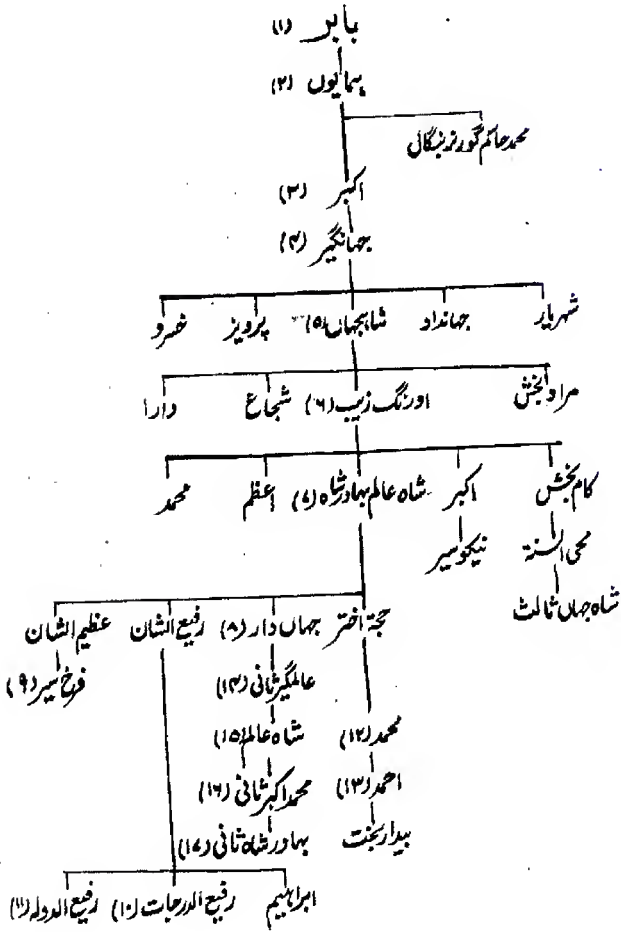 بابر (۱)
ہمایوں (۲)
محمد حاکم گورنر بنگال
اکبر (۳)
جہانگیر (۴)
شہریار جہانداد شاہجہاں (۵) پرویز خسرو
مراد بخش اورنگ زیب (۶) شجاع دارا
کام بخش اکبر شاہ عالم بہادر شاہ (۷) اعظم محمد
محی السنۃ نیکوسیر
شاہ جہاں ثالث
حجۃ اختر جہاں دار (۸) رفیع الشان عظیم الشان
عالمگیر ثانی (۱۴) فرخ سیر (۹)
محمد (۱۲) شاہ عالم (۱۵)
احمد (۱۳) محمد اکبر ثانی (۱۶)
بیدار بخت بہادر شاہ ثانی (۱۷)
ابراہیم رفیع الدرجات (۱۰) رفیع الدولہ (۱۱)